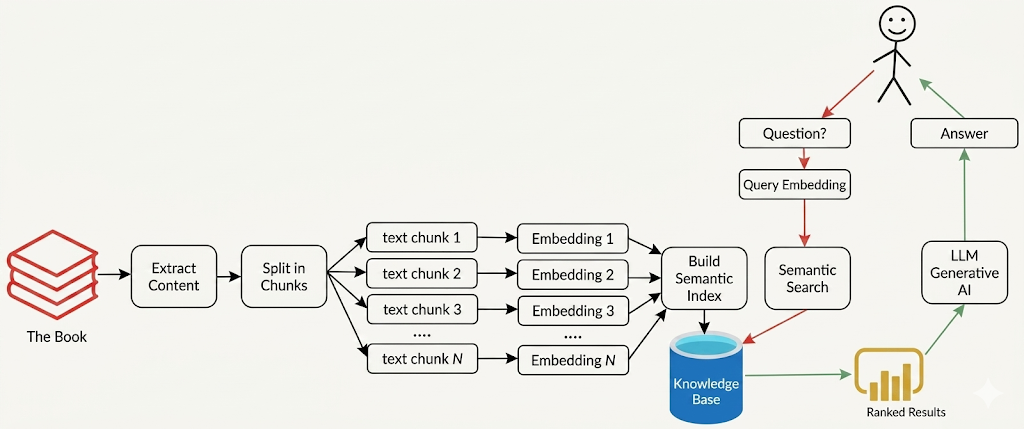 Question?
Answer
Query Embedding
The Book
Extract
Content
Split in
Chunks
text chunk 1
text chunk 2
text chunk 3
....
text chunk N
Embedding 1
Embedding 2
Embedding 3
....
Embedding N
Build
Semantic
Index
Knowledge
Base
Semantic
Search
Ranked Results
LLM
Generative
AI